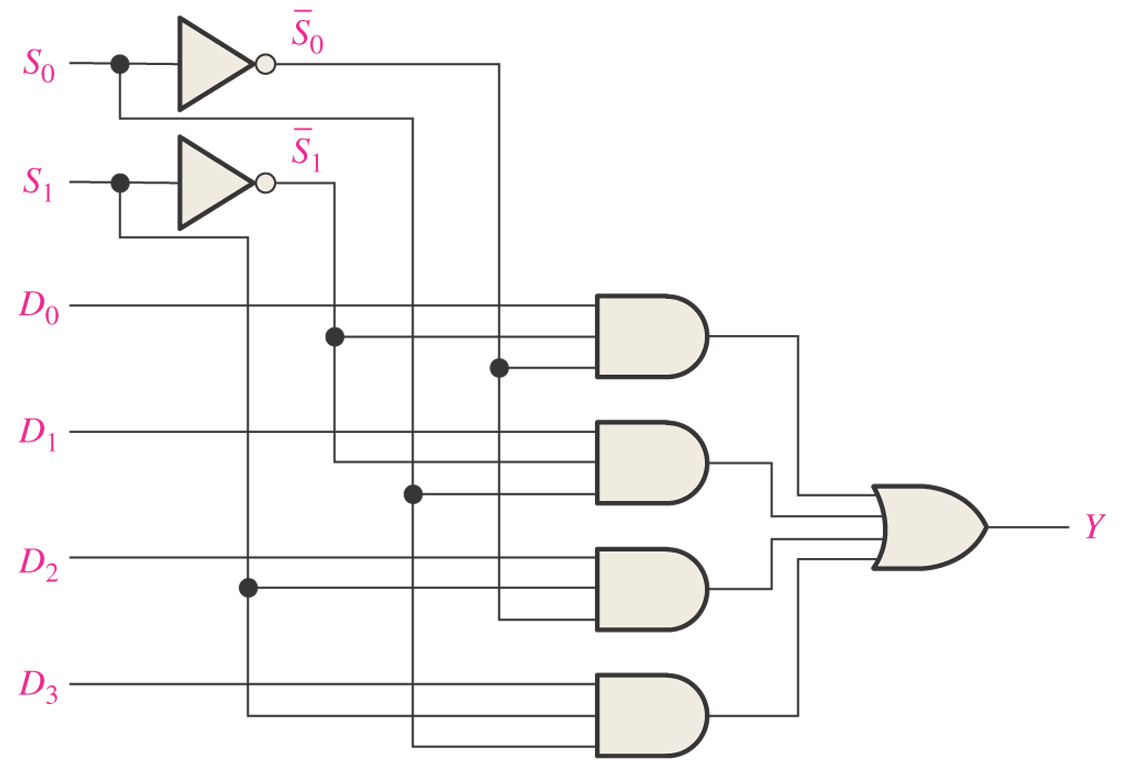 S̅₀
S₀
S̅₁
S₁
D₀
D₁
Y
D₂
D₃